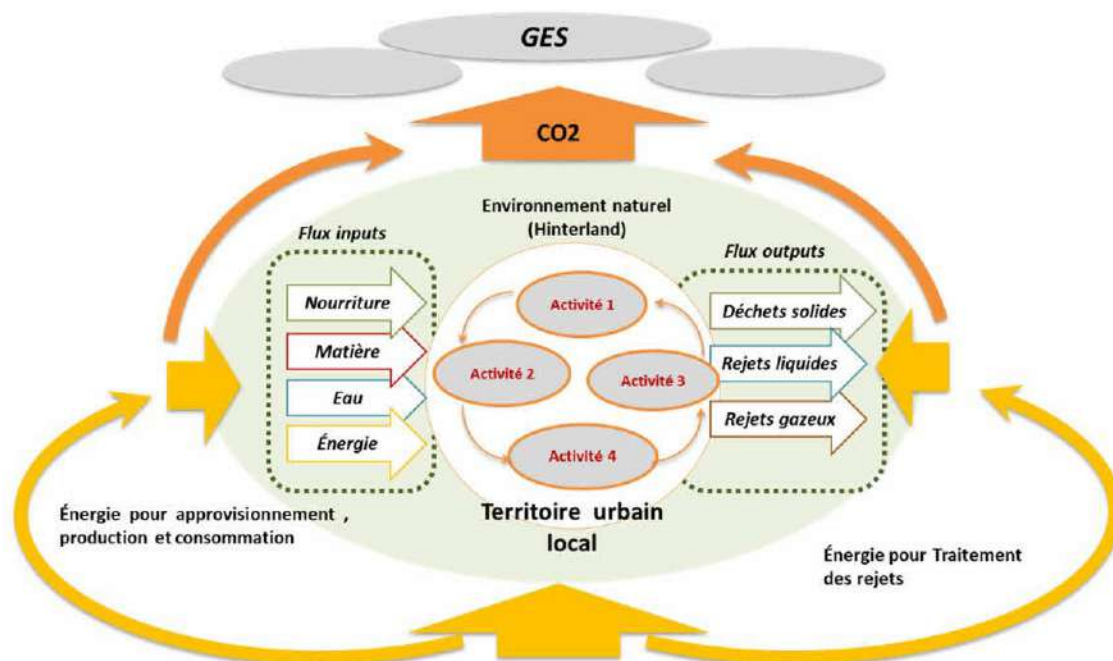 GES
CO2
Environnement naturel
(Hinterland)
Flux inputs
Nourriture
Matière
Eau
Énergie
Activité 1
Activité 2
Activité 3
Activité 4
Territoire urbain
local
Flux outputs
Déchets solides
Rejets liquides
Rejets gazeux
Énergie pour approvisionnement ,
production et consommation
Énergie pour Traitement
des rejets